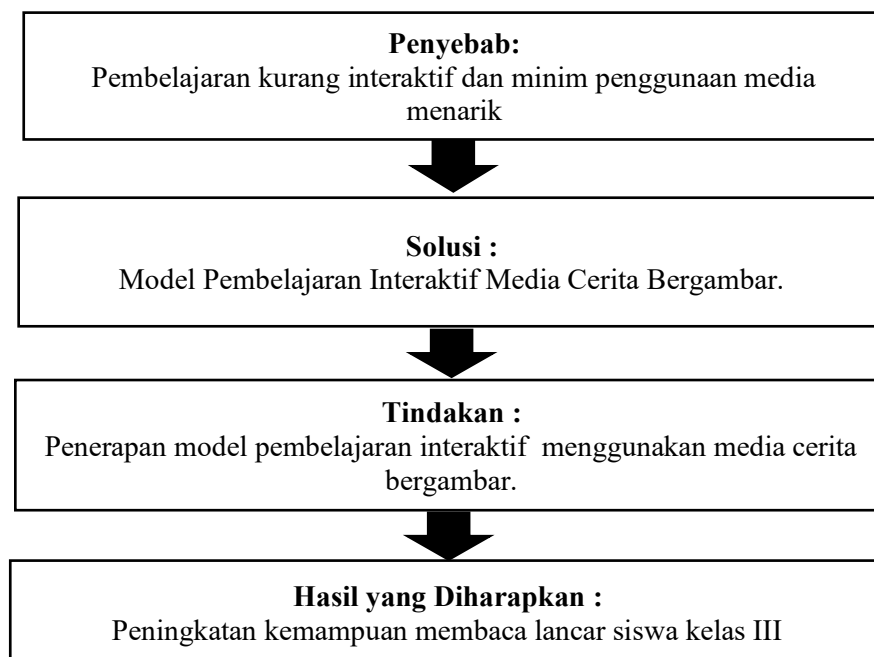 Penyebab:
Pembelajaran kurang interaktif dan minim penggunaan media
menarik
Solusi :
Model Pembelajaran Interaktif Media Cerita Bergambar.
Tindakan :
Penerapan model pembelajaran interaktif  menggunakan media cerita
bergambar.
Hasil yang Diharapkan :
Peningkatan kemampuan membaca lancar siswa kelas III